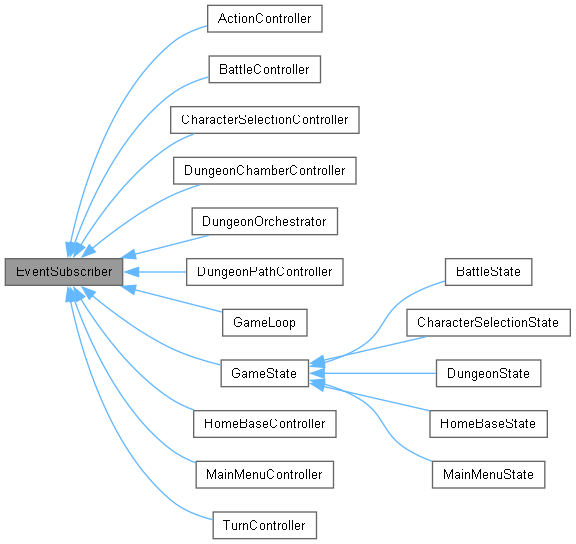 ActionController
BattleController
CharacterSelectionController
DungeonChamberController
DungeonOrchestrator
EventSubscriber
DungeonPathController
BattleState
GameLoop
CharacterSelectionState
GameState
DungeonState
HomeBaseController
HomeBaseState
MainMenuController
MainMenuState
TurnController